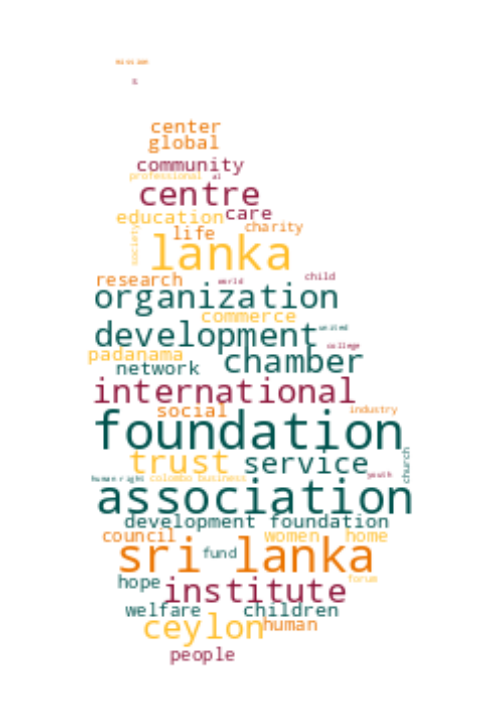 mission
g
center
global
community
professional al
centre
education care
society life charity
lanka
research world child
organization
commerce
development united
padanama chamber college
network
international
social industry
foundation
trust service church
human right colombo business youth
association
development foundation
council women home
sri lanka
fund
hope institute forum
welfare children
ceylon human
people